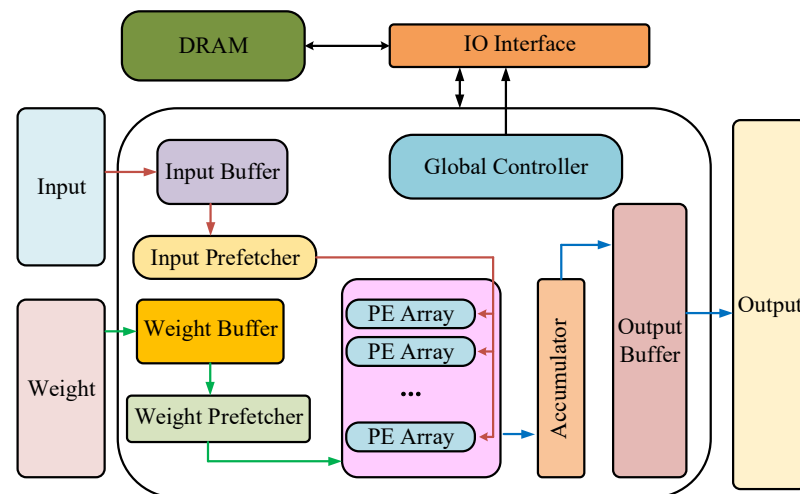 DRAM
IO Interface
Input
Input Buffer
Global Controller
Input Prefetcher
Weight
Weight Buffer
Weight Prefetcher
PE Array
PE Array
...
PE Array
Accumulator
Output
Buffer
Output